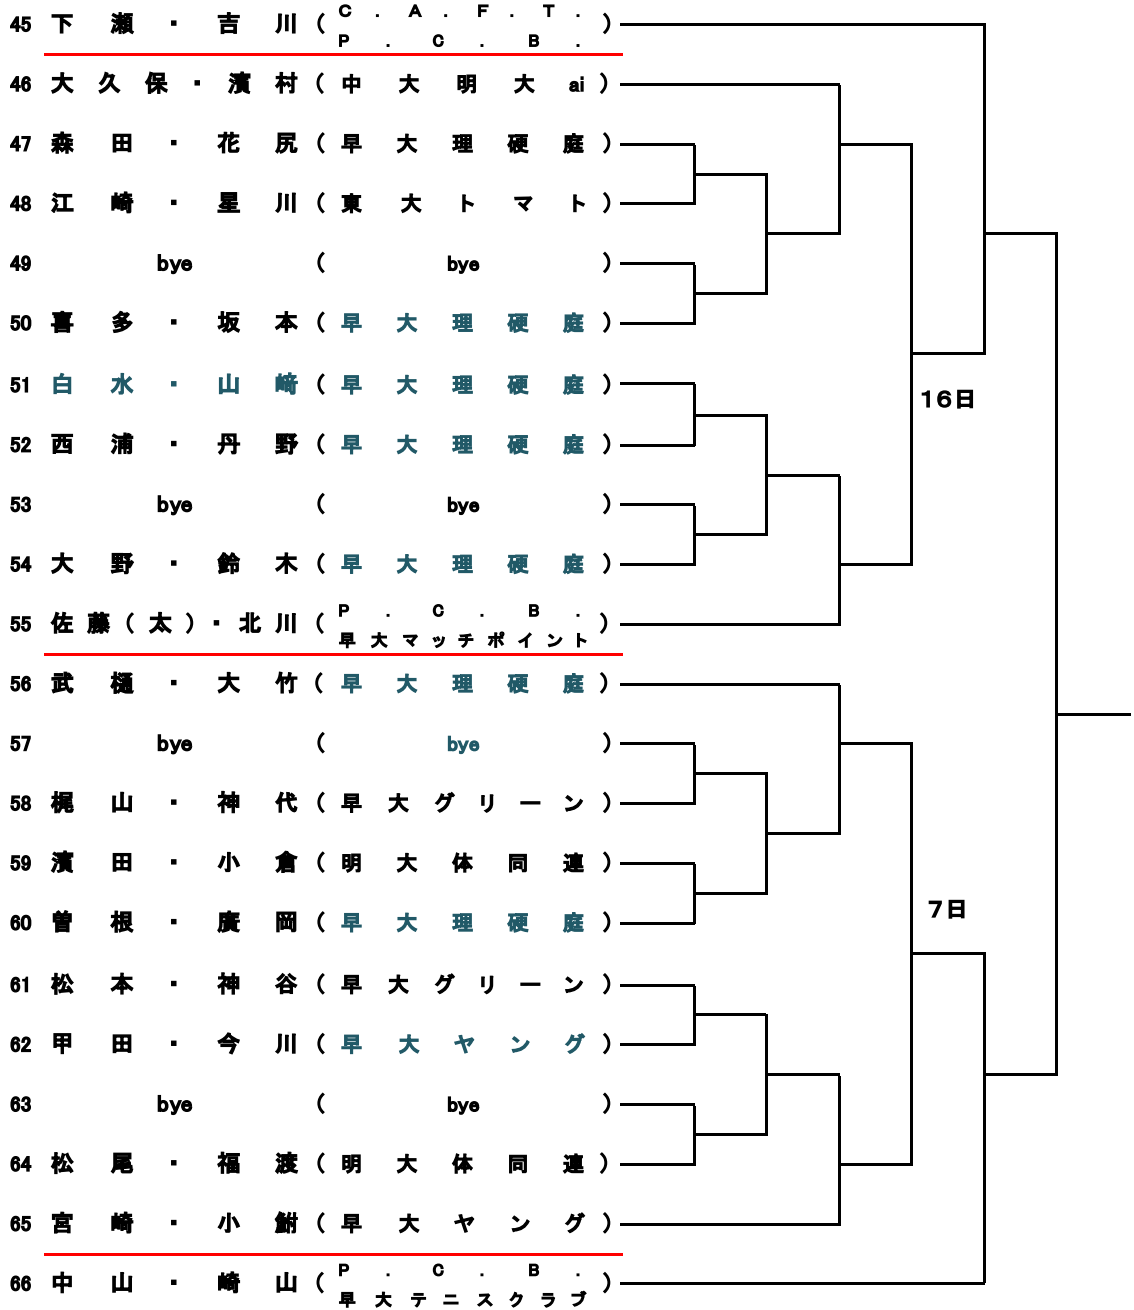 45 下瀬・吉川 ( C.A.F.T. P.C.B. )
46 大久保・濱村 ( 中大明大ai )
47 森田・花尻 ( 早大理硬庭 )
48 江崎・星川 ( 東大トマト )
49 bye ( bye )
50 喜多・坂本 ( 早大理硬庭 )
51 白水・山﨑 ( 早大理硬庭 )
16日
52 西浦・丹野 ( 早大理硬庭 )
53 bye ( bye )
54 大野・鈴木 ( 早大理硬庭 )
55 佐藤(太)・北川 ( P.C.B. 早大マッチポイント )
56 武樋・大竹 ( 早大理硬庭 )
57 bye ( bye )
58 梶山・神代 ( 早大グリーン )
59 濱田・小倉 ( 明大体同連 )
60 曽根・廣岡 ( 早大理硬庭 )
7日
61 松本・神谷 ( 早大グリーン )
62 甲田・今川 ( 早大ヤング )
63 bye ( bye )
64 松尾・福渡 ( 明大体同連 )
65 宮崎・小鮒 ( 早大ヤング )
66 中山・崎山 ( P.C.B. 早大テニスクラブ )